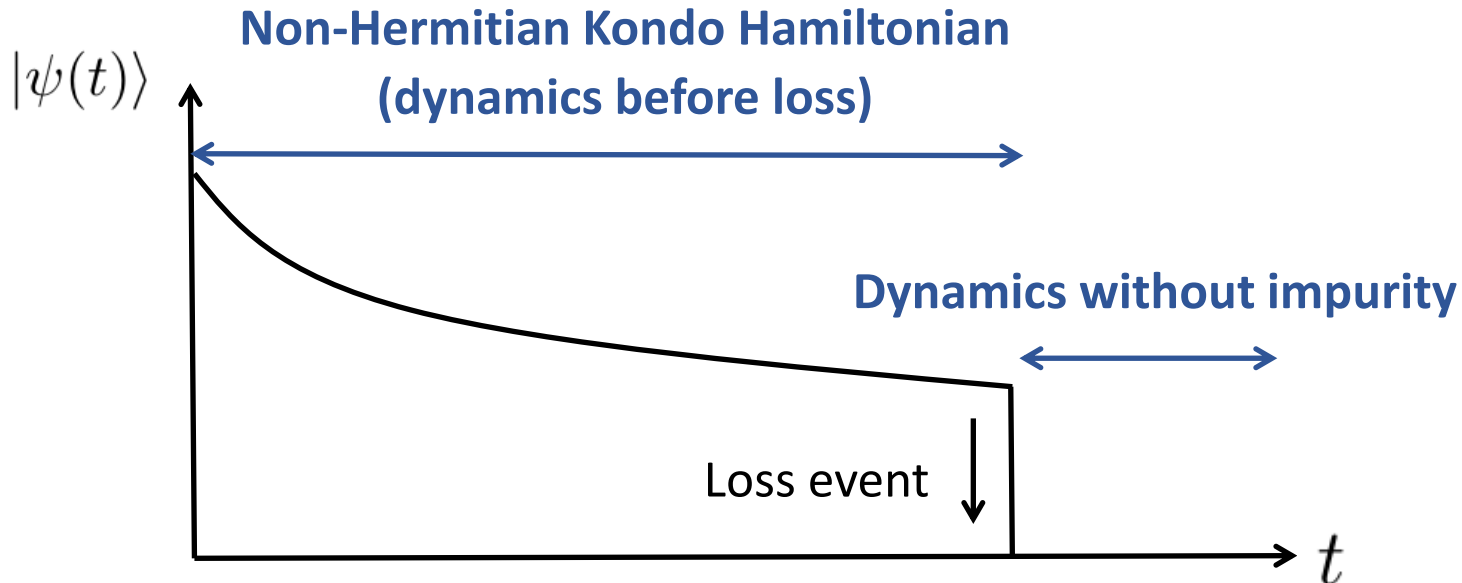 Non-Hermitian Kondo Hamiltonian
|ψ(t)⟩
(dynamics before loss)
Dynamics without impurity
Loss event
t